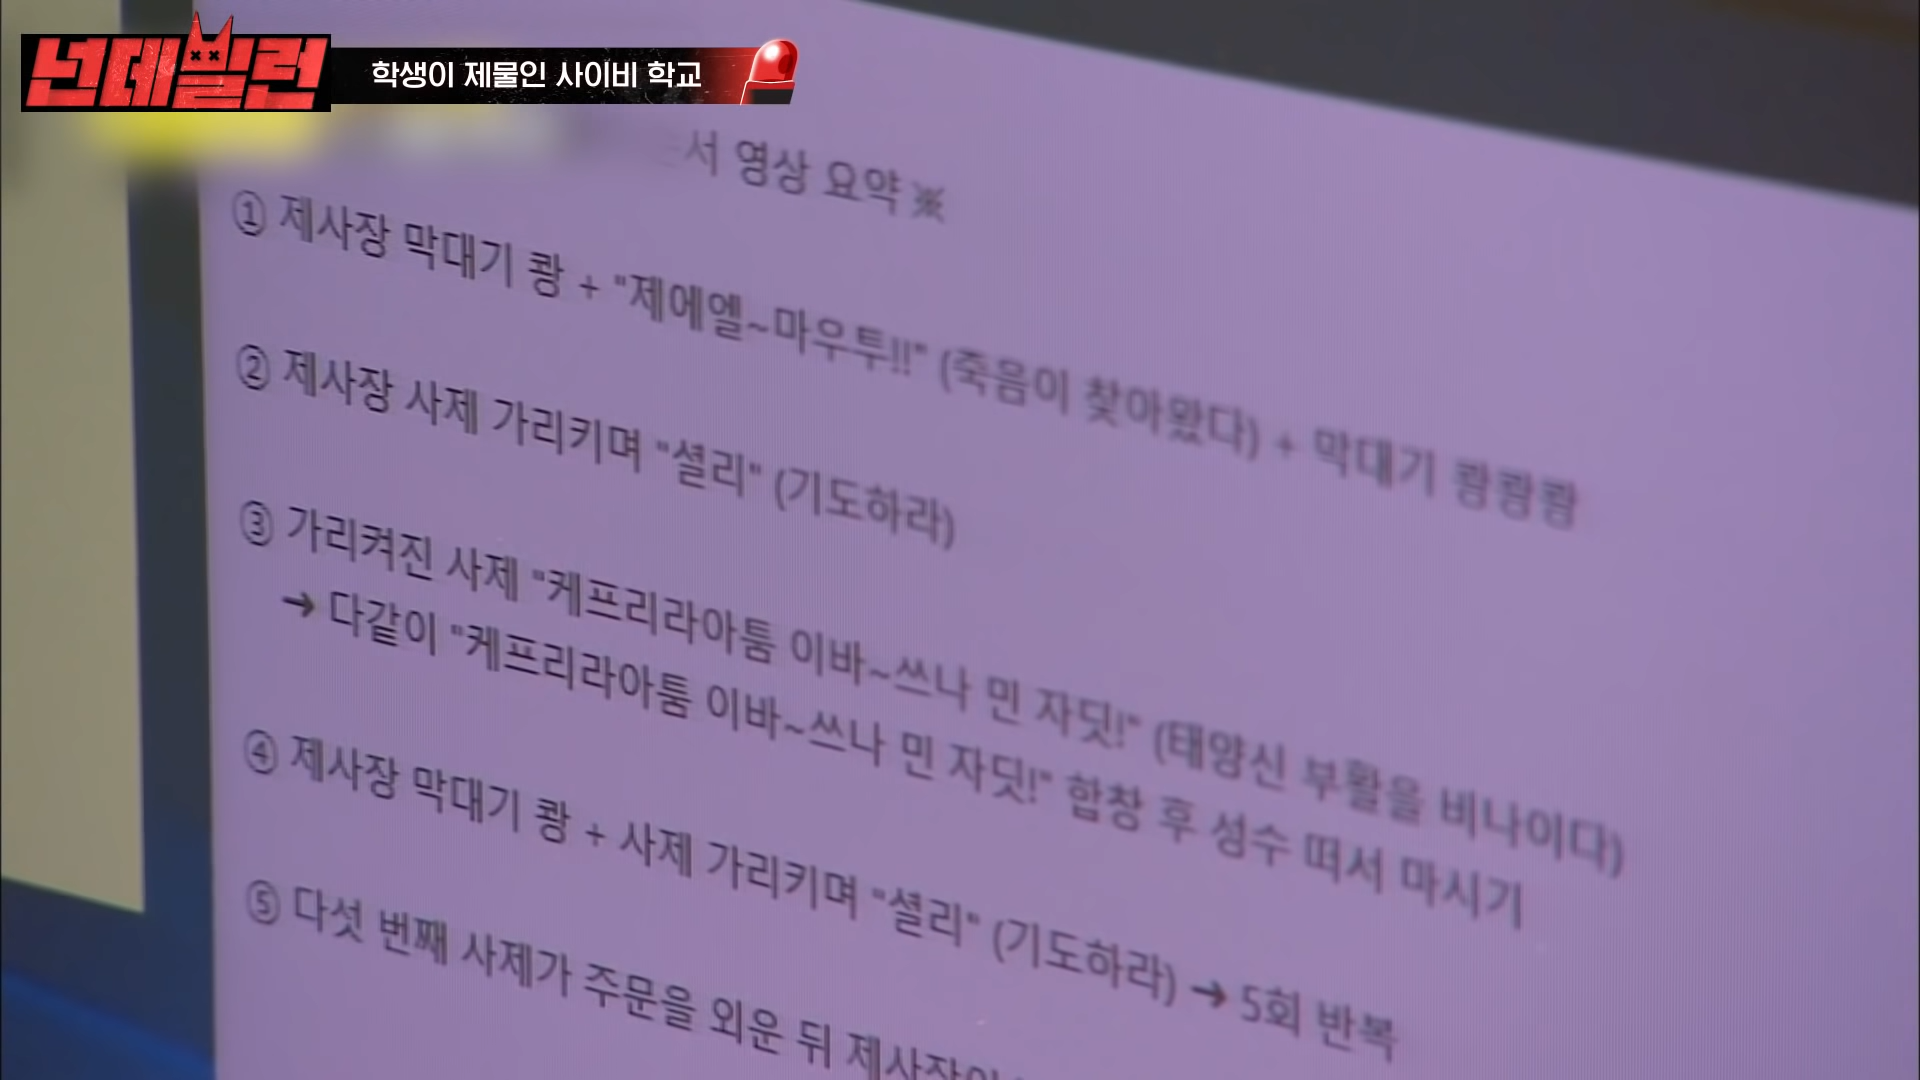 넌데빌런
학생이 제물인 사이비 학교
서 영상 요약 ※
① 제사장 막대기 쾅 + "제에엘~마우투!!" (죽음이 찾아왔다) + 막대기 쾅쾅쾅
② 제사장 사제 가리키며 "셜리" (기도하라)
③ 가리켜진 사제 "케프리라아툼 이바~쓰나 민 자딧!" (태양신 부활을 비나이다)
➔ 다같이 "케프리라아툼 이바~쓰나 민 자딧!" 합창 후 성수 떠서 마시기
④ 제사장 막대기 쾅 + 사제 가리키며 "셜리" (기도하라) ➔ 5회 반복
⑤ 다섯 번째 사제가 주문을 외운 뒤